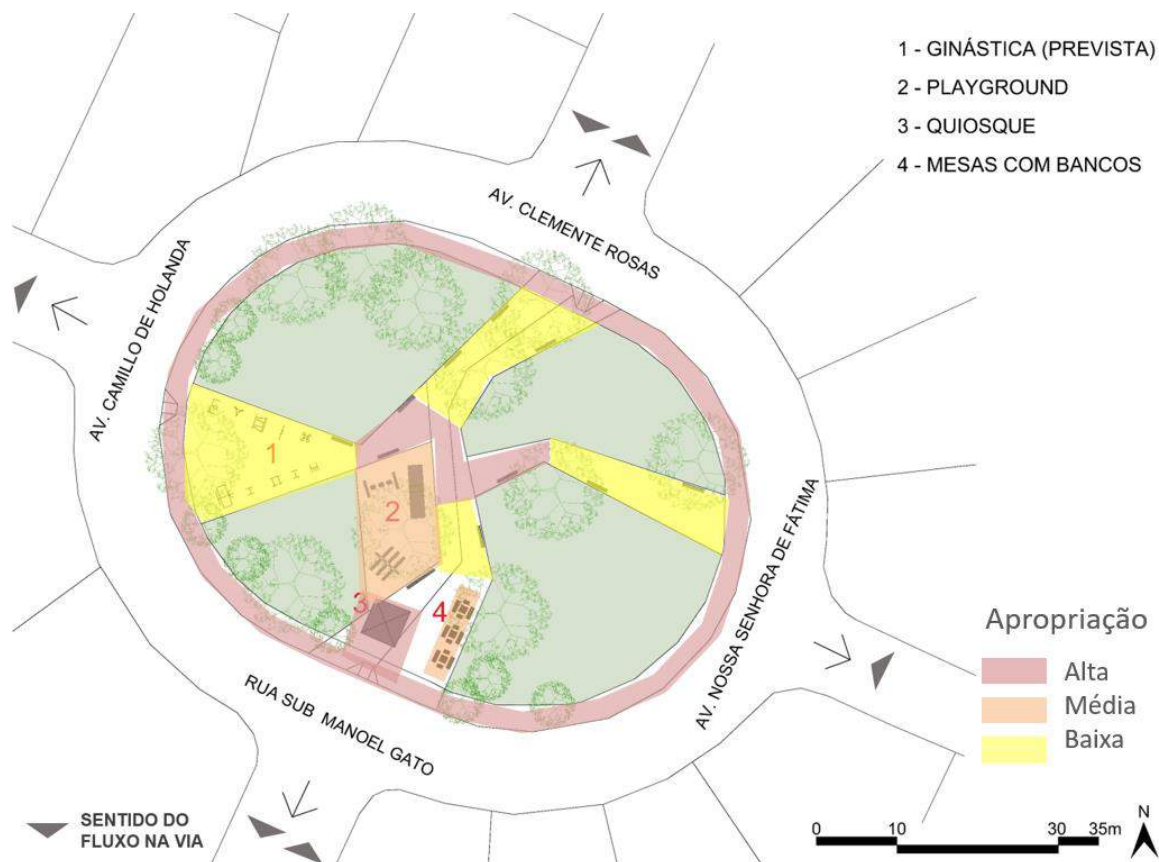 1 - GINÁSTICA (PREVISTA)
2 - PLAYGROUND
3 - QUIOSQUE
4 - MESAS COM BANCOS
AV. CLEMENTE ROSAS
AV. CAMILLO DE HOLANDA
1
2
3
4
AV. NOSSA SENHORA DE FÁTIMA
RUA SUB MANOEL GATO
Apropriação
Alta
Média
Baixa
SENTIDO DO
FLUXO NA VIA
0 10 30 35m
N